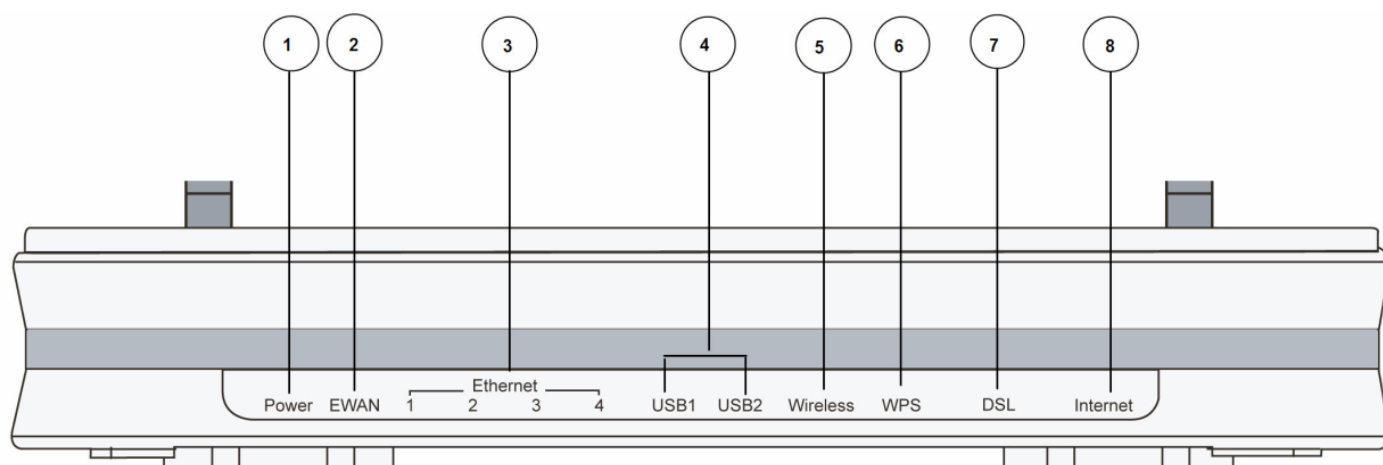 1 2 3 4 5 6 7 8
Ethernet
Power EWAN 1 2 3 4 USB1 USB2 Wireless WPS DSL Internet